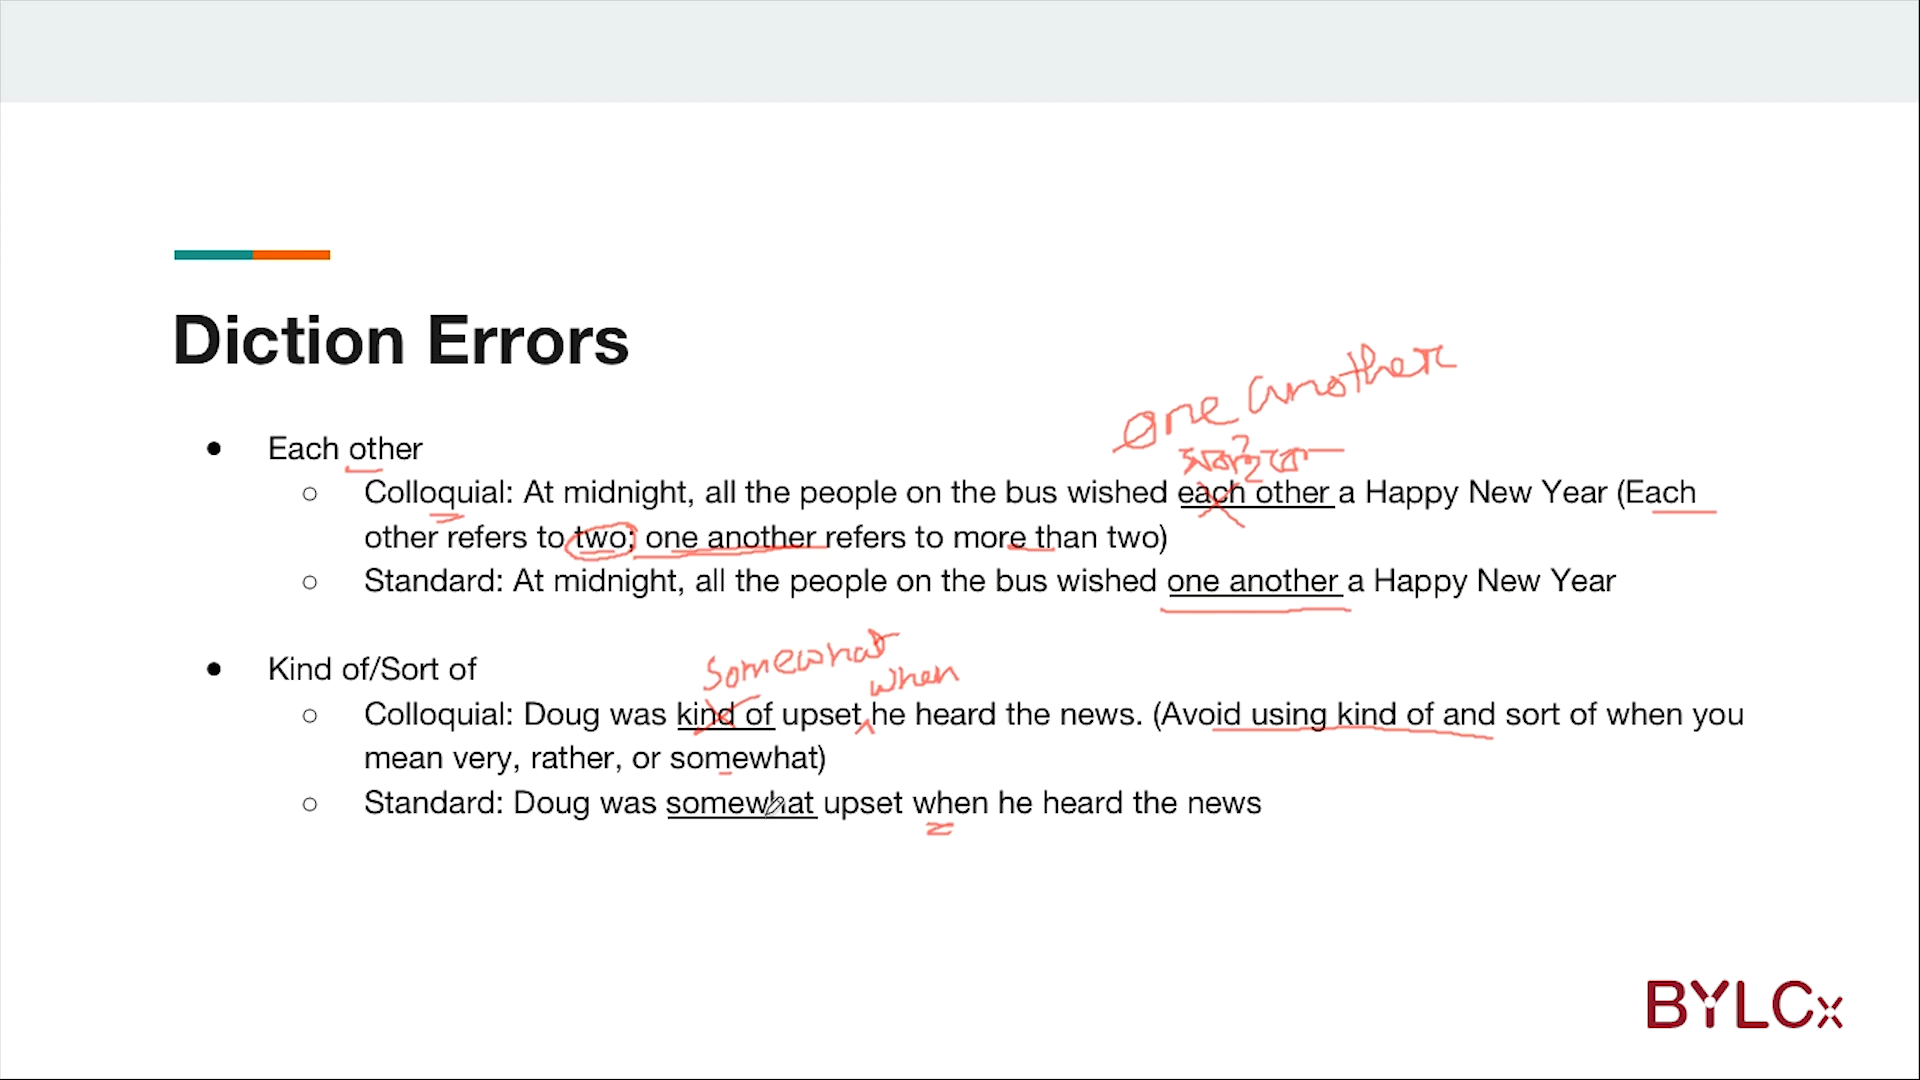 Diction Errors
one another
● Each other
○ Colloquial: At midnight, all the people on the bus wished each other a Happy New Year (Each
other refers to two; one another refers to more than two)
○ Standard: At midnight, all the people on the bus wished one another a Happy New Year
somewhat
when
● Kind of/Sort of
○ Colloquial: Doug was kind of upset he heard the news. (Avoid using kind of and sort of when you
mean very, rather, or somewhat)
○ Standard: Doug was somewhat upset when he heard the news
BYLCx